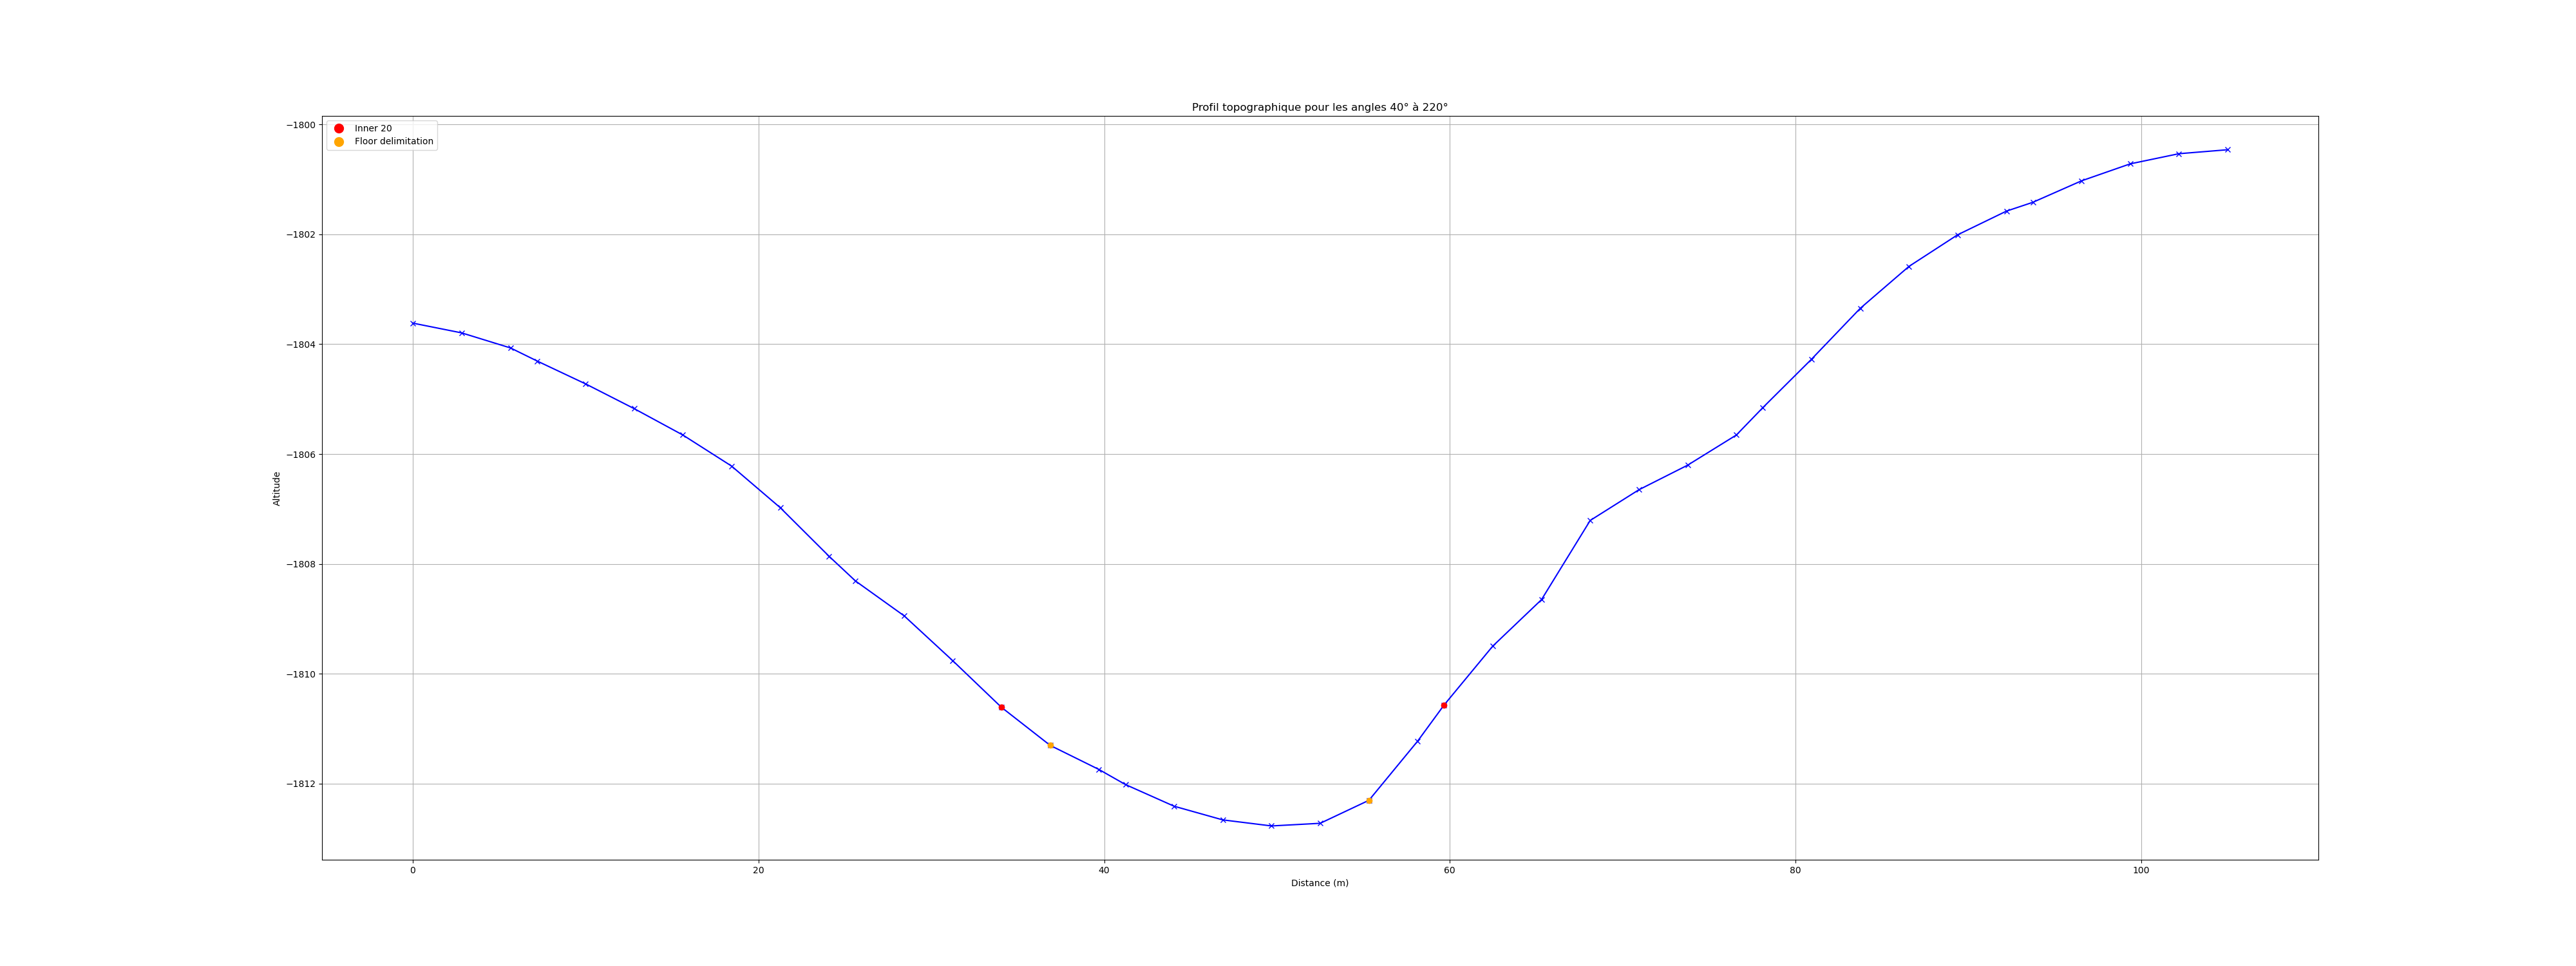 Profil topographique pour les angles 40° à 220°
Inner 20
Floor delimitation
−1800
−1802
−1804
−1806
−1808
−1810
−1812
Altitude
0 20 40 60 80 100
Distance (m)